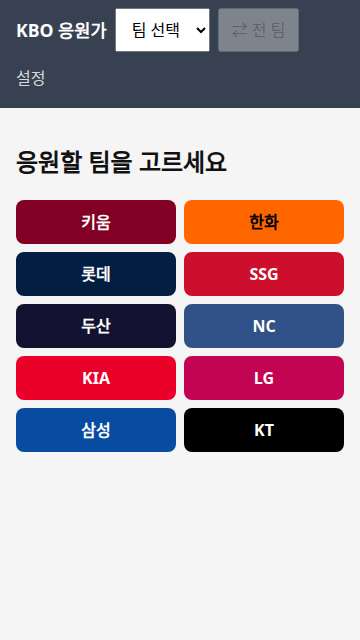 KBO 응원가 팀 선택 ⇄ 전 팀
설정
응원할 팀을 고르세요
키움 한화
롯데 SSG
두산 NC
KIA LG
삼성 KT